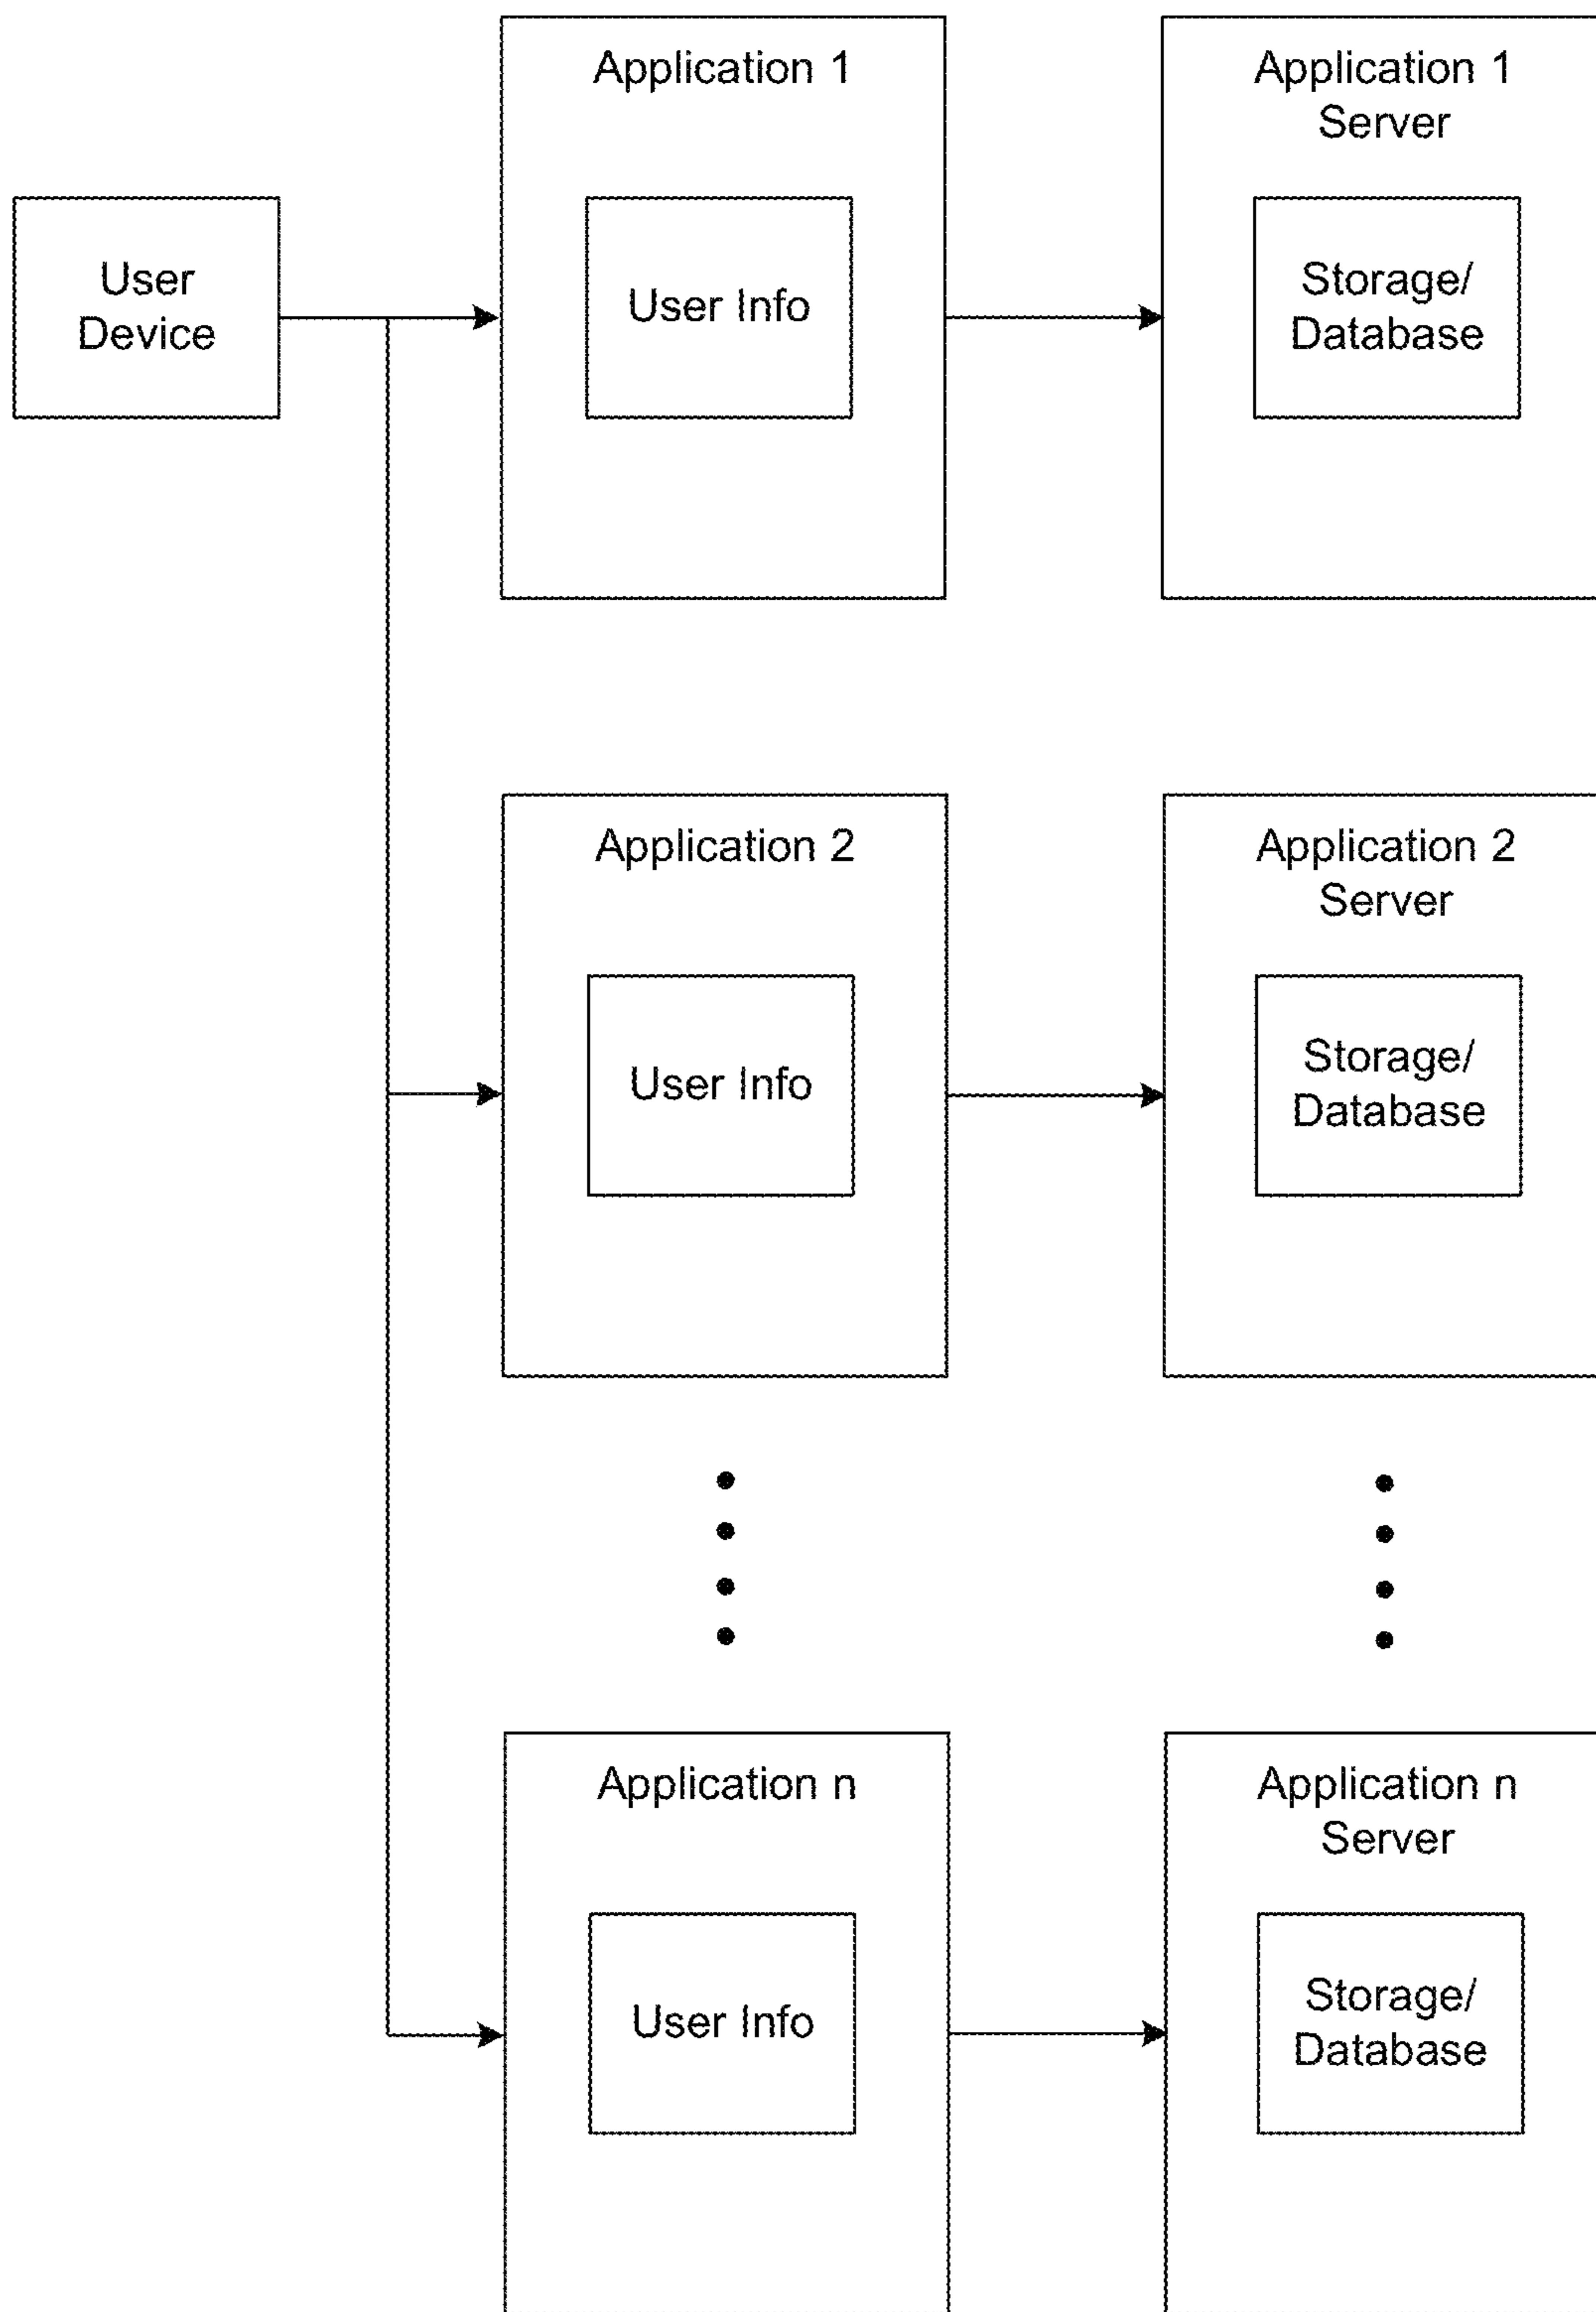 Application 1
Application 1
Server
User
Device
User Info
Storage/
Database
Application 2
Application 2
Server
User Info
Storage/
Database
Application n
Application n
Server
User Info
Storage/
Database